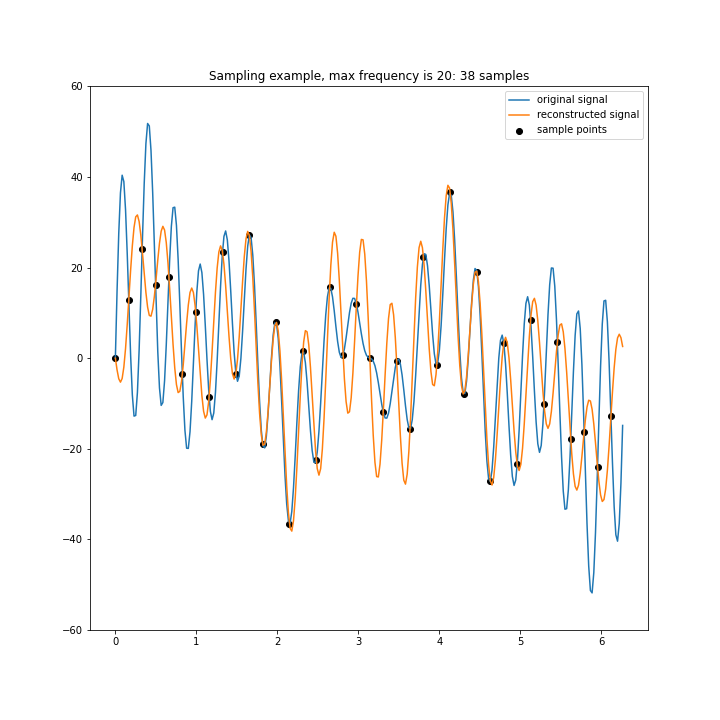 Sampling example, max frequency is 20: 38 samples
original signal
reconstructed signal
sample points
60
40
20
0
−20
−40
−60
0 1 2 3 4 5 6